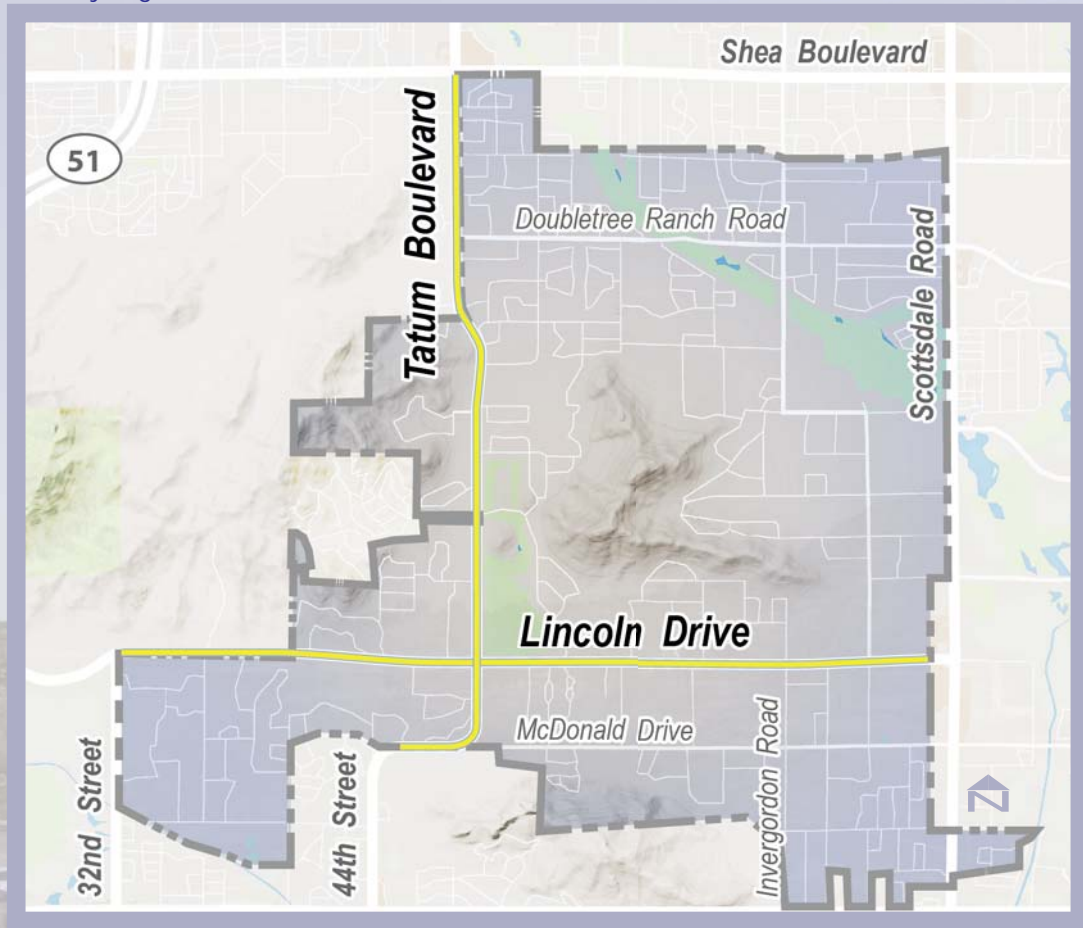 Shea Boulevard
51
Tatum Boulevard
Doubletree Ranch Road
Scottsdale Road
Lincoln Drive
McDonald Drive
Invergordon Road
32nd Street
44th Street
N